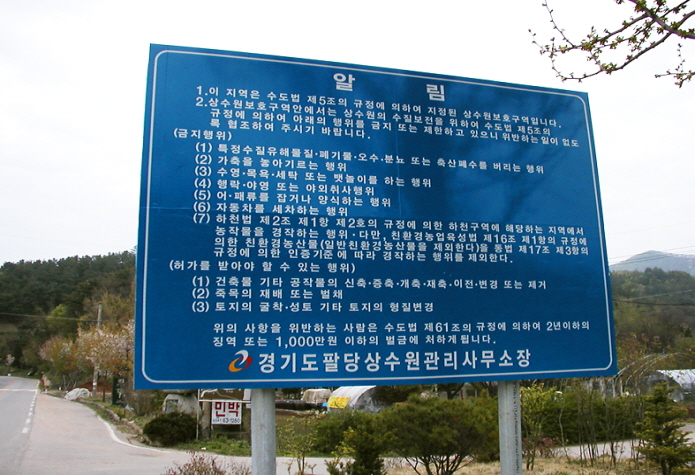 알 림
1.이 지역은 수도법 제5조의 규정에 의하여 지정된 상수원보호구역입니다.
2.상수원보호구역안에서는 상수원의 수질보전을 위하여 수도법 제5조의
규정에 의하여 아래의 행위를 금지 또는 제한하고 있으니 위반하는일이 없도
록 협조하여 주시기 바랍니다.
(금지행위)
(1) 특정수질유해물질·폐기물·오수·분뇨 또는 축산폐수를 버리는 행위
(2) 가축을 놓아기르는 행위
(3) 수영·목욕·세탁 또는 뱃놀이를 하는 행위
(4) 행락·야영 또는 야외취사행위
(5) 어·패류를 잡거나 양식하는 행위
(6) 자동차를 세차하는 행위
(7) 하천법 제2조 제1항 제2호의 규정에 의한 하천구역에 해당하는 지역에서
농작물을 경작하는 행위·다만, 친환경농업육성법 제16조 제1항의 규정에
의한 친환경농산물(일반친환경농산물을 제외한다)을 동법 제17조 제3항의
규정에 의한 인증기준에 따라 경작하는 행위를 제외한다.
(허가를 받아야 할 수 있는 행위)
(1) 건축물 기타 공작물의 신축·증축·개축·재축·이전·변경 또는 제거
(2) 죽목의 재배 또는 벌채
(3) 토지의 굴착·성토 기타 토지의 형질변경
위의 사항을 위반하는 사람은 수도법 제61조의 규정에 의하여 2년이하의
징역 또는 1,000만원 이하의 벌금에 처하게 됩니다.
경기도팔당상수원관리사무소장
민박